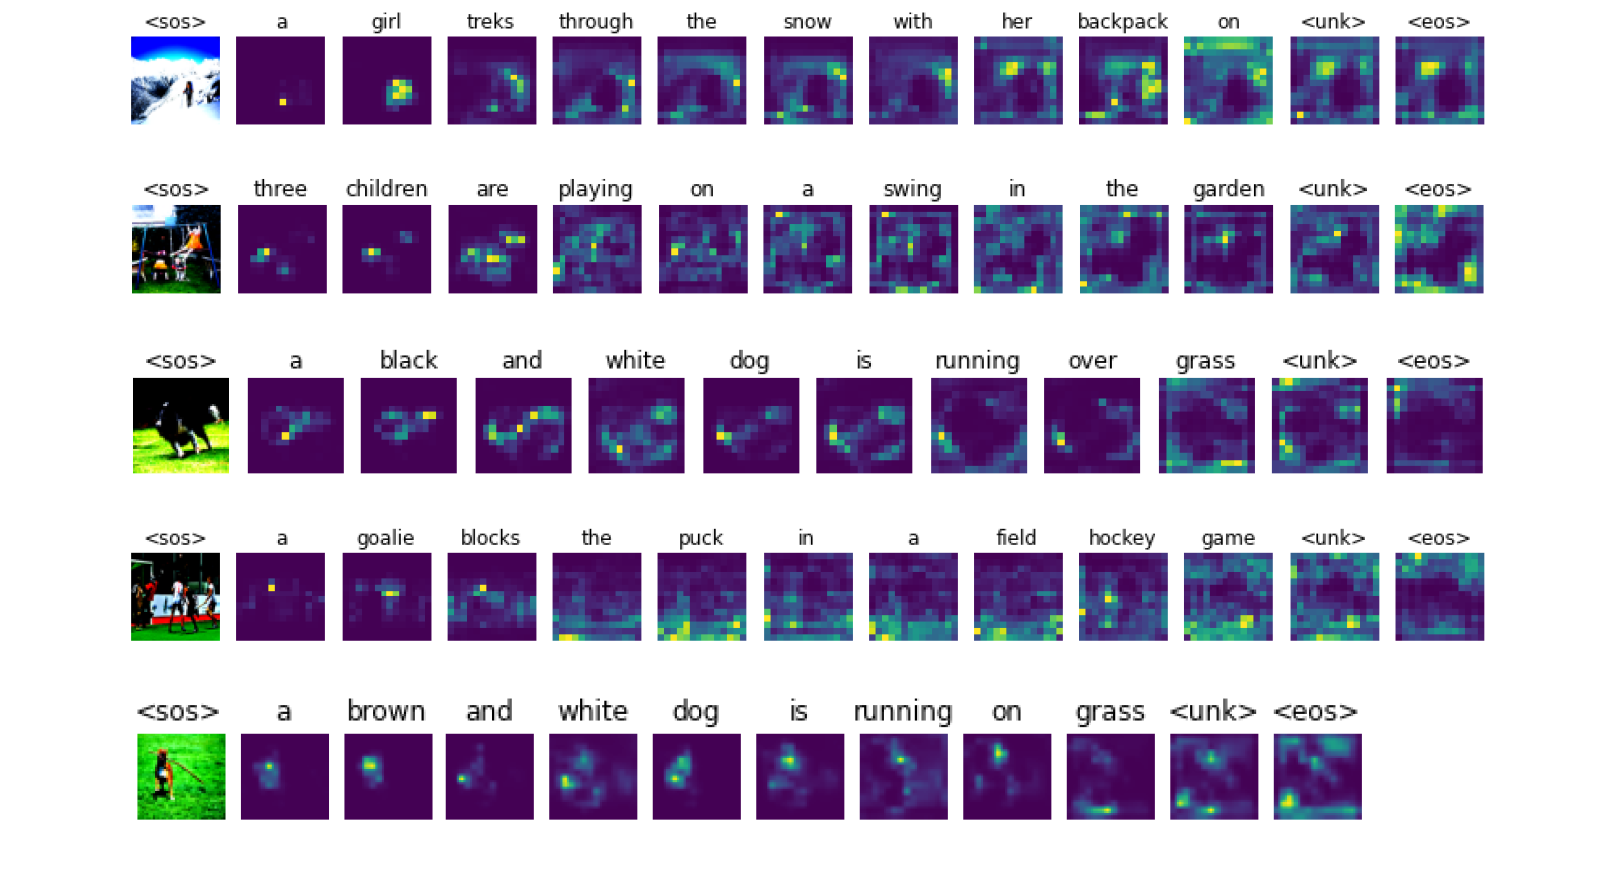 <sos> a girl treks through the snow with her backpack on <unk> <eos>
<sos> three children are playing on a swing in the garden <unk> <eos>
<sos> a black and white dog is running over grass <unk> <eos>
<sos> a goalie blocks the puck in a field hockey game <unk> <eos>
<sos> a brown and white dog is running on grass <unk> <eos>